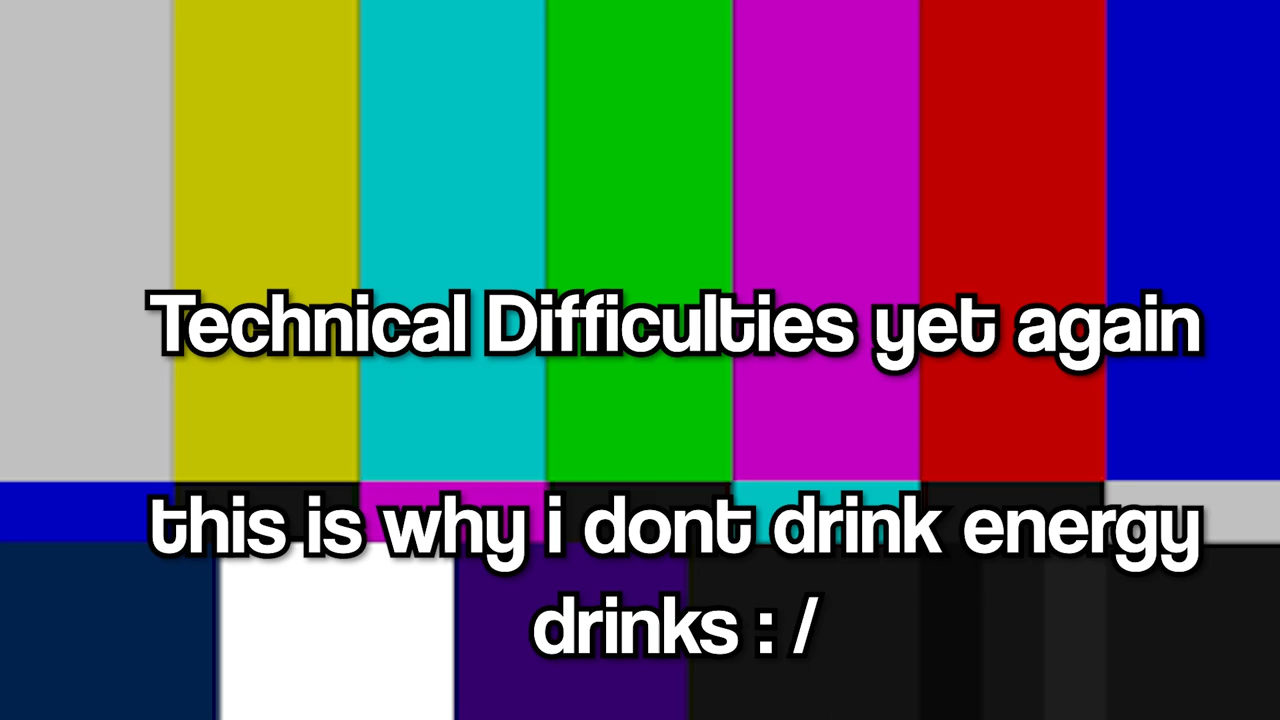 Technical Difficulties yet again
this is why i dont drink energy
drinks : /